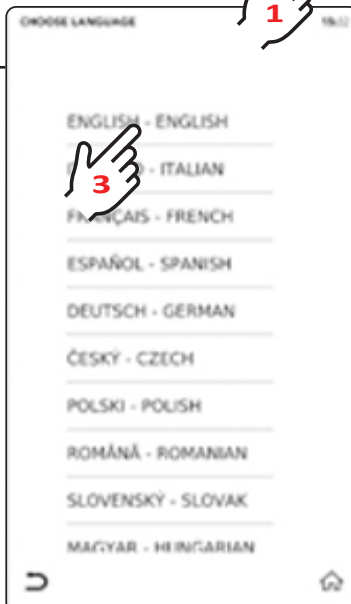 1
CHOOSE LANGUAGE
ENGLISH - ENGLISH
3
- ITALIAN
FRANÇAIS - FRENCH
ESPAÑOL - SPANISH
DEUTSCH - GERMAN
ČESKÝ - CZECH
POLSKI - POLISH
ROMÂNĂ - ROMANIAN
SLOVENSKÝ - SLOVAK
MAGYAR - HUNGARIAN